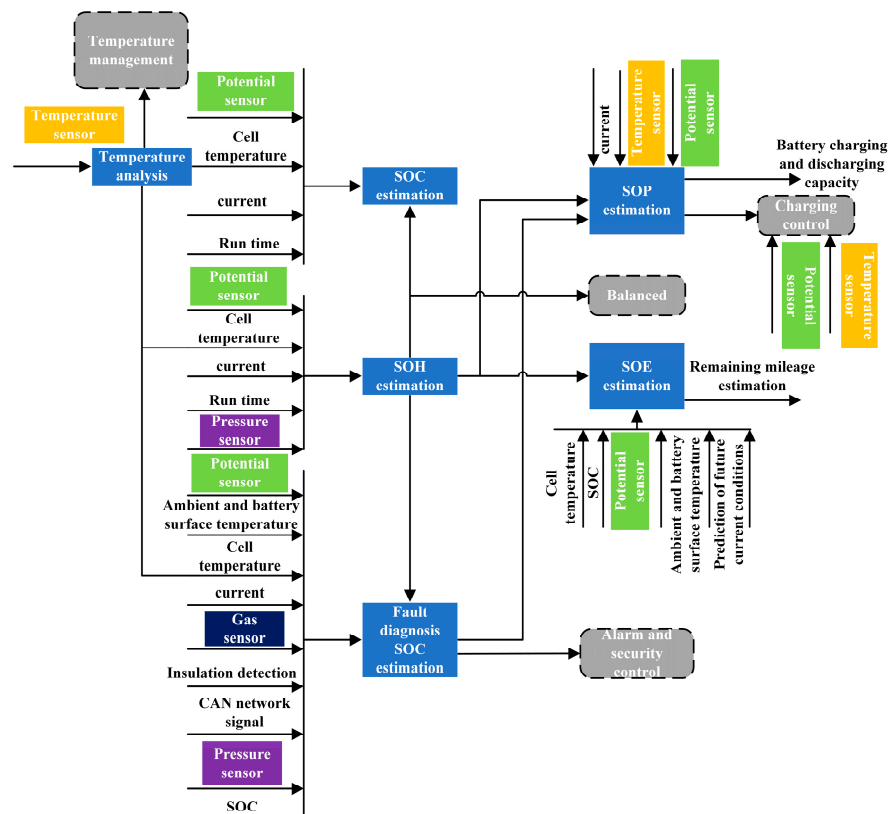 Temperature
management
Temperature
sensor
Temperature
analysis
Potential
sensor
Cell
temperature
current
Run time
SOC
estimation
Potential
sensor
Cell
temperature
current
Run time
Pressure
sensor
SOH
estimation
Potential
sensor
Ambient and battery
surface temperature
Cell
temperature
current
Gas
sensor
Insulation detection
CAN network
signal
Pressure
sensor
SOC
Fault
diagnosis
SOC
estimation
current
Temperature
sensor
Potential
sensor
SOP
estimation
Battery charging
and discharging
capacity
Charging
control
Potential
sensor
Temperature
sensor
Balanced
SOE
estimation
Remaining mileage
estimation
Cell
temperature
SOC
Potential
sensor
Ambient and battery
surface temperature
Prediction of future
current conditions
Alarm and
security
control